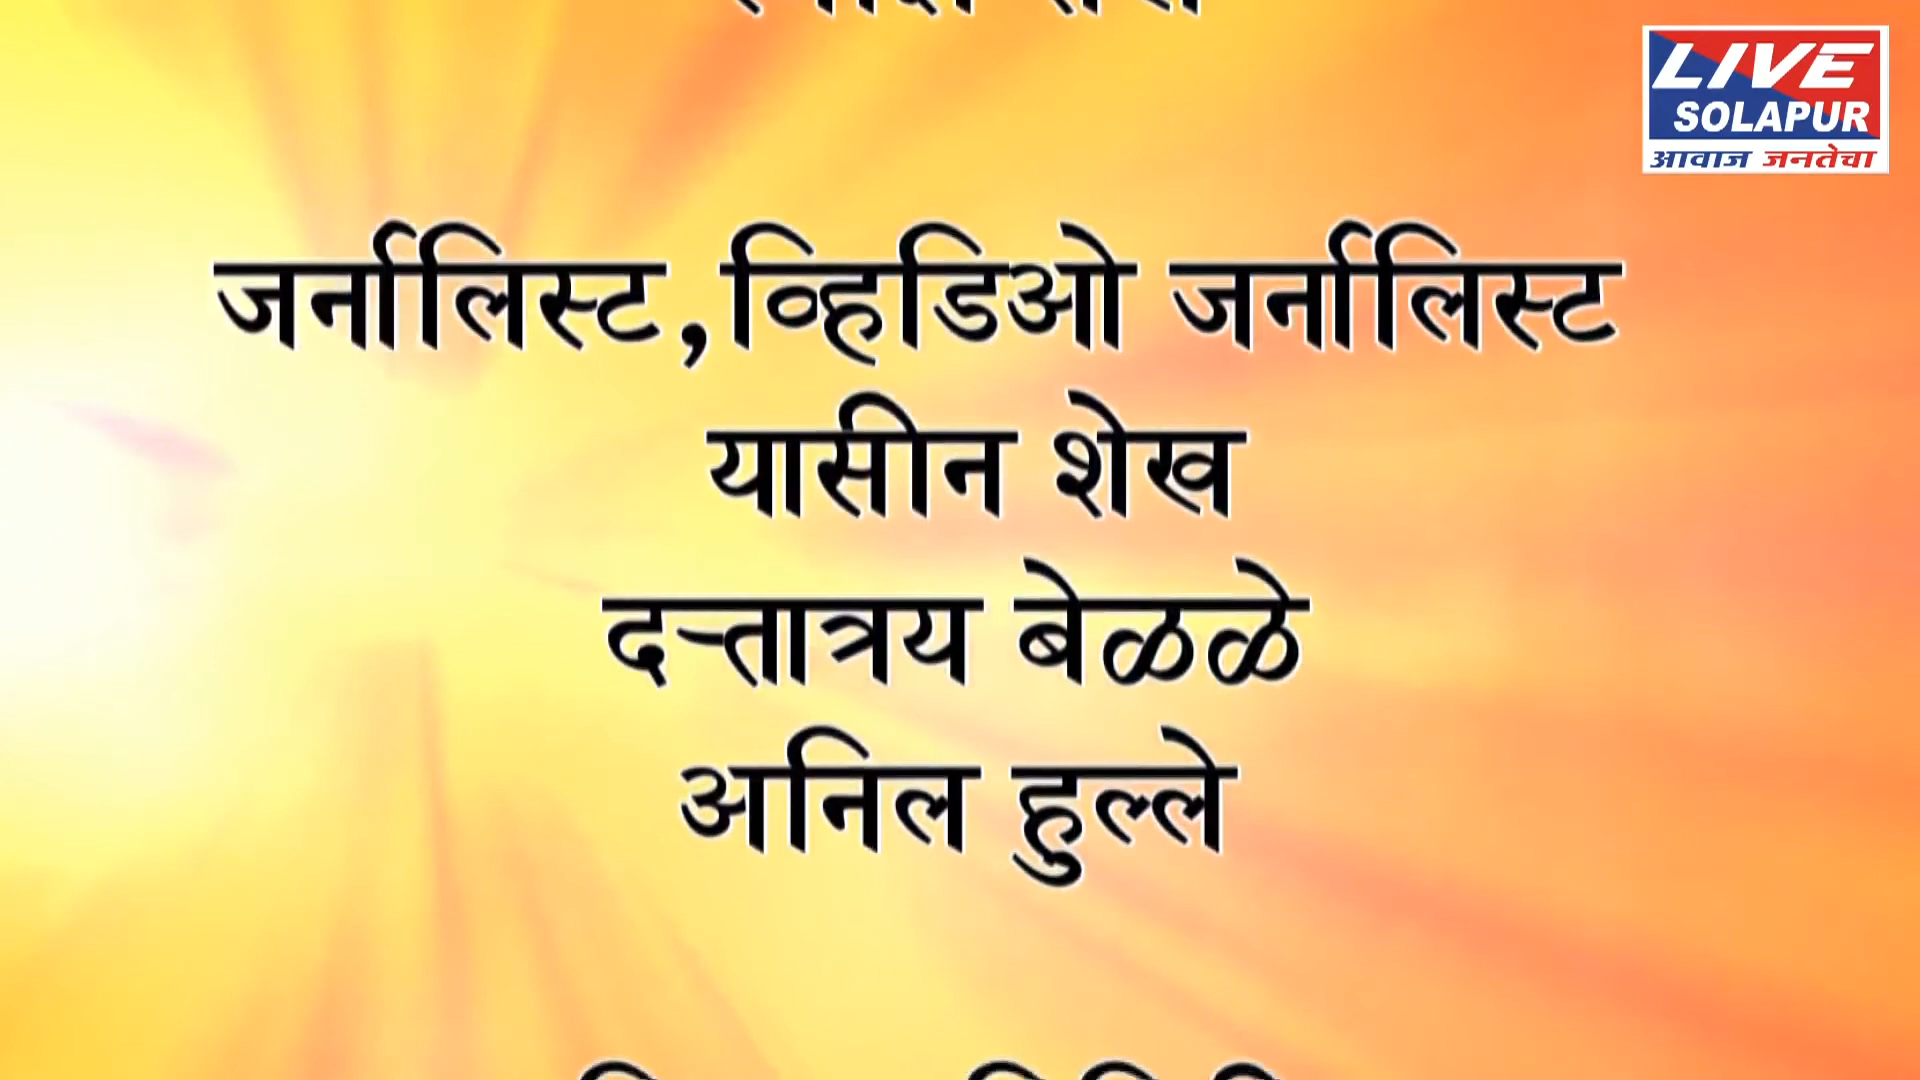 LIVE
SOLAPUR
आवाज जनतेचा
जर्नालिस्ट,व्हिडिओ जर्नालिस्ट
यासीन शेख
दत्तात्रय बेळळे
अनिल हुल्ले